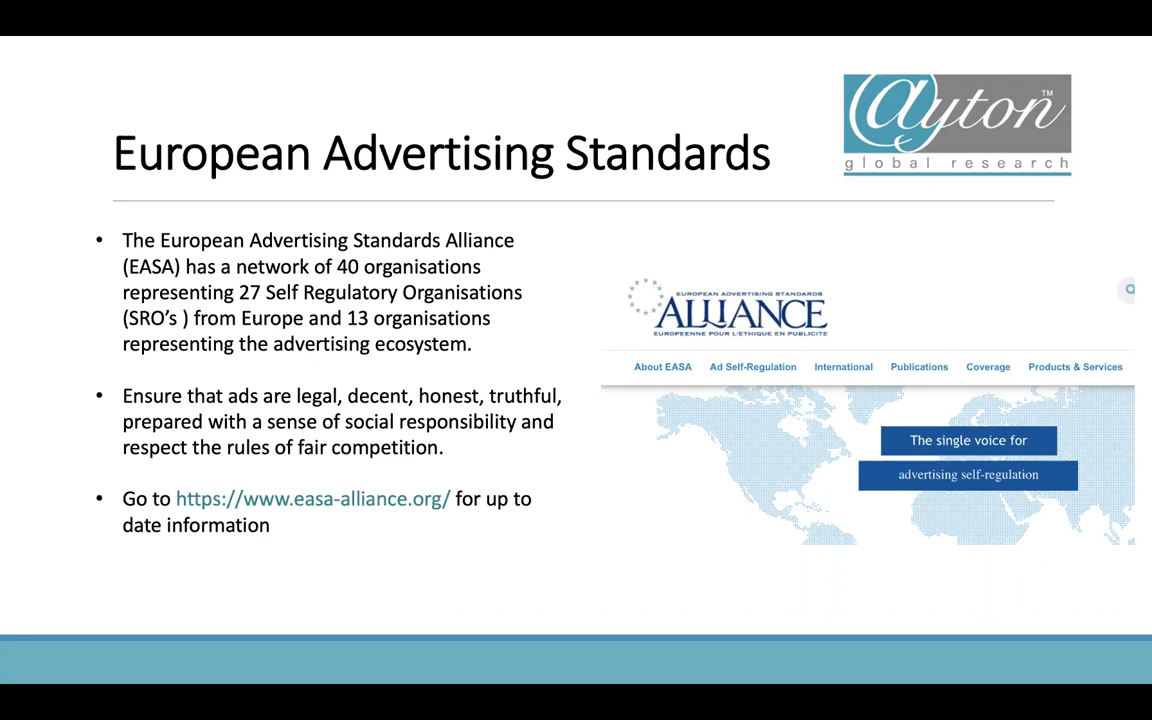 @yton™
global research
European Advertising Standards
• The European Advertising Standards Alliance
(EASA) has a network of 40 organisations
representing 27 Self Regulatory Organisations
(SRO's ) from Europe and 13 organisations
representing the advertising ecosystem.
• Ensure that ads are legal, decent, honest, truthful,
prepared with a sense of social responsibility and
respect the rules of fair competition.
• Go to https://www.easa-alliance.org/ for up to
date information
EUROPEAN ADVERTISING STANDARDS
ALLIANCE
EUROPEENNE POUR L'ETHIQUE EN PUBLICITE
About EASA Ad Self-Regulation International Publications Coverage Products & Services
The single voice for
advertising self-regulation